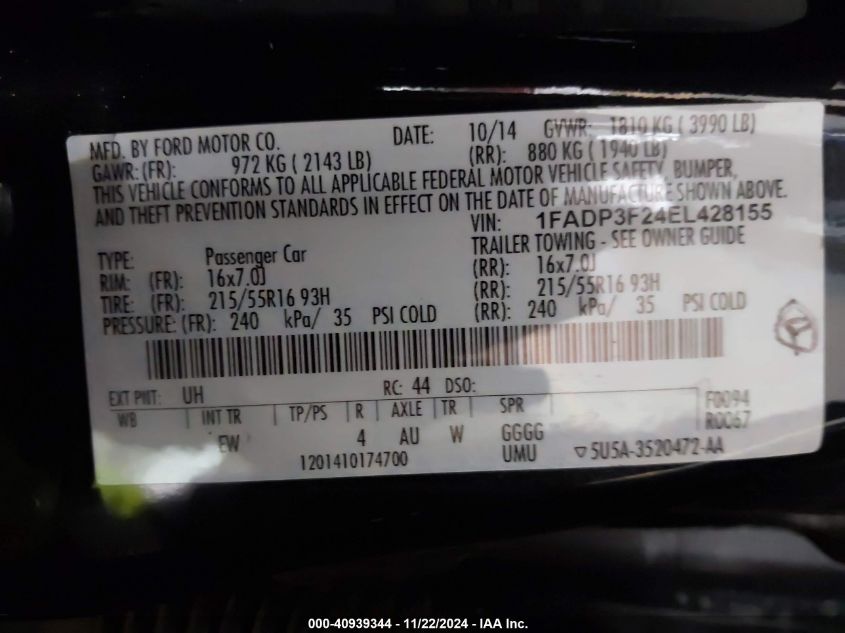 MFD. BY FORD MOTOR CO. DATE: 10/14 GVWR: 1810 KG ( 3990 LB)
GAWR: (FR): 972 KG ( 2143 LB) (RR): 880 KG ( 1940 LB)
THIS VEHICLE CONFORMS TO ALL APPLICABLE FEDERAL MOTOR VEHICLE SAFETY, BUMPER,
AND THEFT PREVENTION STANDARDS IN EFFECT ON THE DATE OF MANUFACTURE SHOWN ABOVE.
VIN: 1FADP3F24EL428155
TYPE: Passenger Car TRAILER TOWING - SEE OWNER GUIDE
RIM: (FR): 16x7.0J (RR): 16x7.0J
TIRE: (FR): 215/55R16 93H (RR): 215/55R16 93H
PRESSURE: (FR): 240 kPa/ 35 PSI COLD (RR): 240 kPa/ 35 PSI COLD
EXT PNT: UH RC: 44 DSO: F0094
WB INT TR TP/PS R AXLE TR SPR R0067
EW 4 AU W GGGG
1201410174700 UMU ▽5U5A-3520472-AA
000-40939344 - 11/22/2024 - IAA Inc.